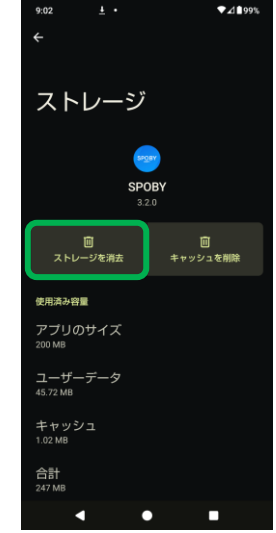 9:02
99%
ストレージ
SPOBY
SPOBY
3.2.0
ストレージを消去
キャッシュを削除
使用済み容量
アプリのサイズ
200 MB
ユーザーデータ
45.72 MB
キャッシュ
1.02 MB
合計
247 MB